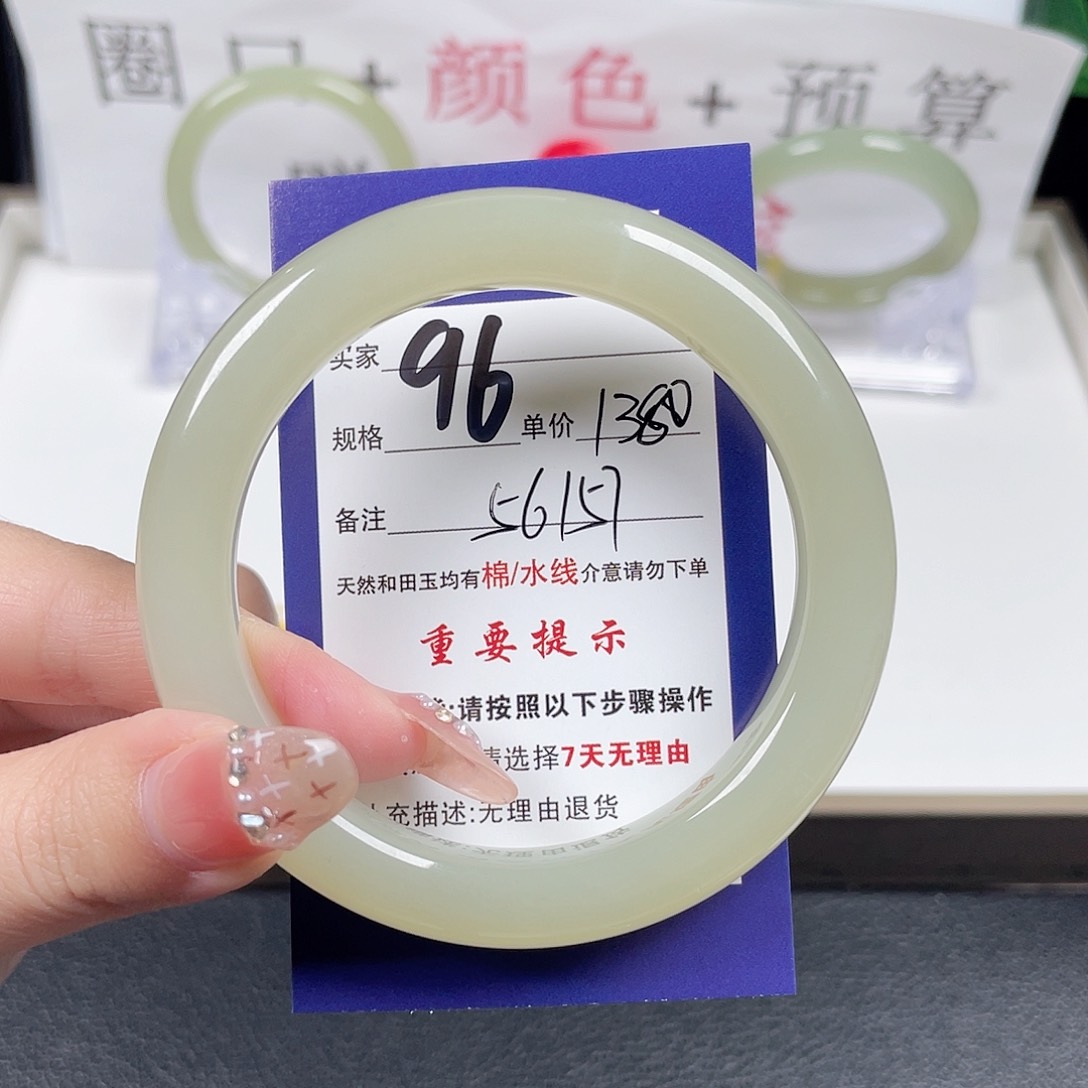 圈口+颜色+预算
买家
96
规格 单价 1380
备注 56157
天然和田玉均有棉/水线介意请勿下单
重要提示
:请按照以下步骤操作
请选择7天无理由
补充描述:无理由退货